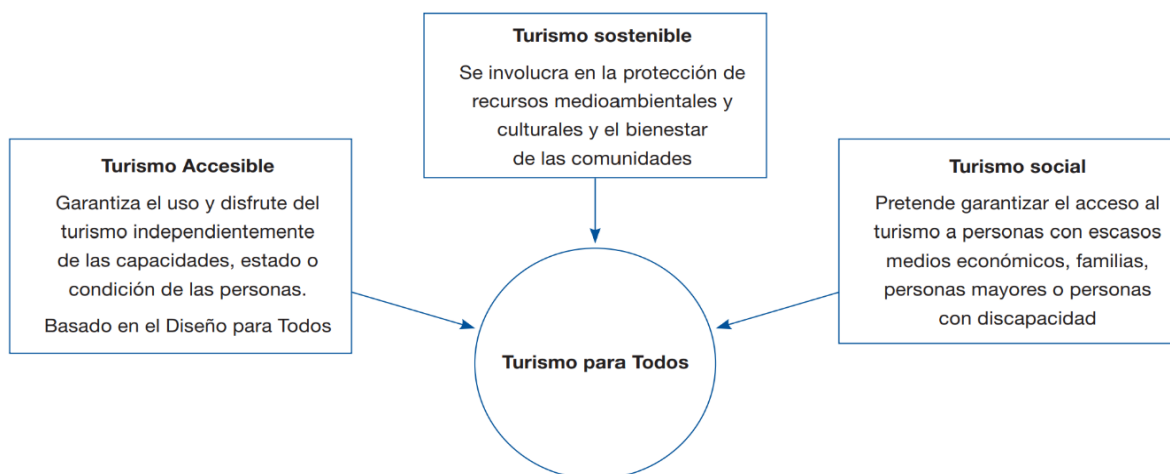 Turismo sostenible
Se involucra en la protección de
recursos medioambientales y
culturales y el bienestar
de las comunidades
Turismo Accesible
Garantiza el uso y disfrute del
turismo independientemente
de las capacidades, estado o
condición de las personas.
Basado en el Diseño para Todos
Turismo social
Pretende garantizar el acceso al
turismo a personas con escasos
medios económicos, familias,
personas mayores o personas
con discapacidad
Turismo para Todos